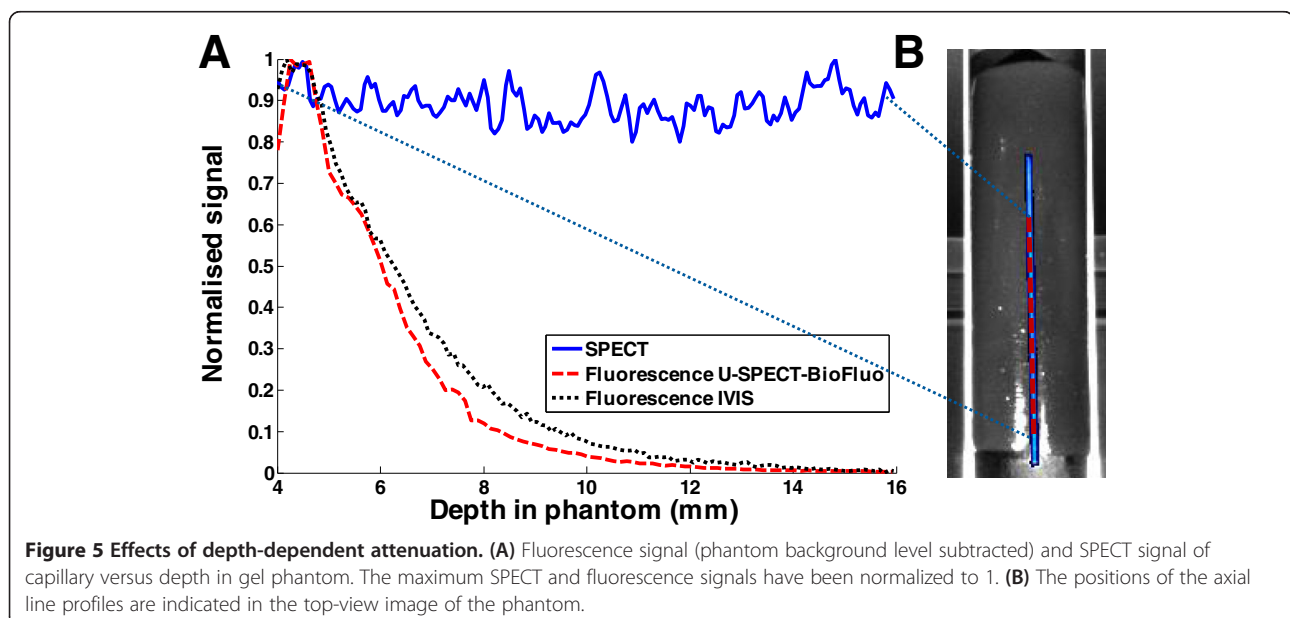 A
B
1
0.9
0.8
0.7
0.6
0.5
0.4
0.3
0.2
0.1
0
Normalised signal
SPECT
Fluorescence U-SPECT-BioFluo
Fluorescence IVIS
4 6 8 10 12 14 16
Depth in phantom (mm)
Figure 5 Effects of depth-dependent attenuation. (A) Fluorescence signal (phantom background level subtracted) and SPECT signal of
capillary versus depth in gel phantom. The maximum SPECT and fluorescence signals have been normalized to 1. (B) The positions of the axial
line profiles are indicated in the top-view image of the phantom.